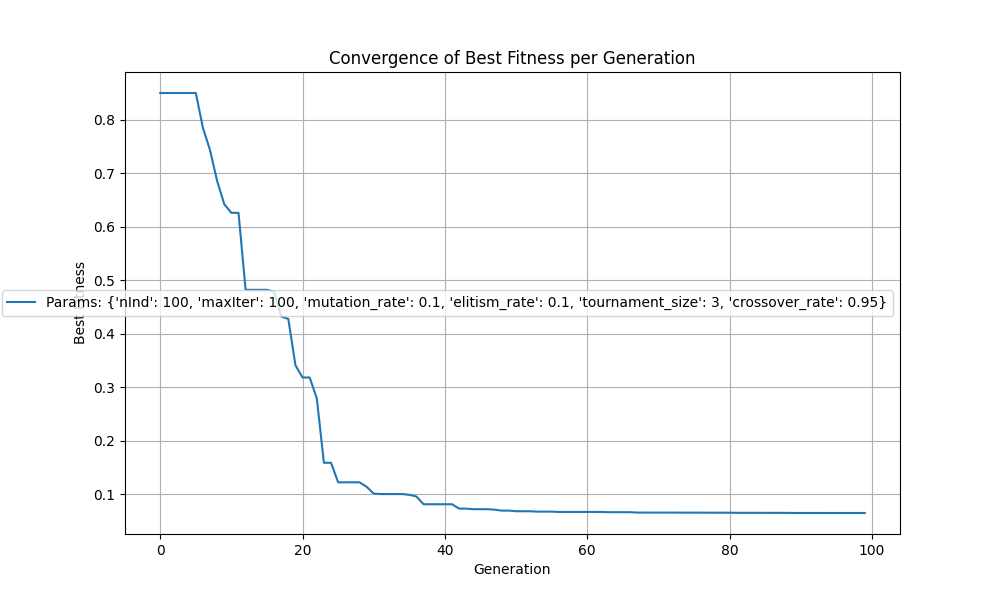 Convergence of Best Fitness per Generation
0.8
0.7
0.6
0.5
0.4
0.3
0.2
0.1
Best
Params: {'nInd': 100, 'maxIter': 100, 'mutation_rate': 0.1, 'elitism_rate': 0.1, 'tournament_size': 3, 'crossover_rate': 0.95}
0 20 40 60 80 100
Generation